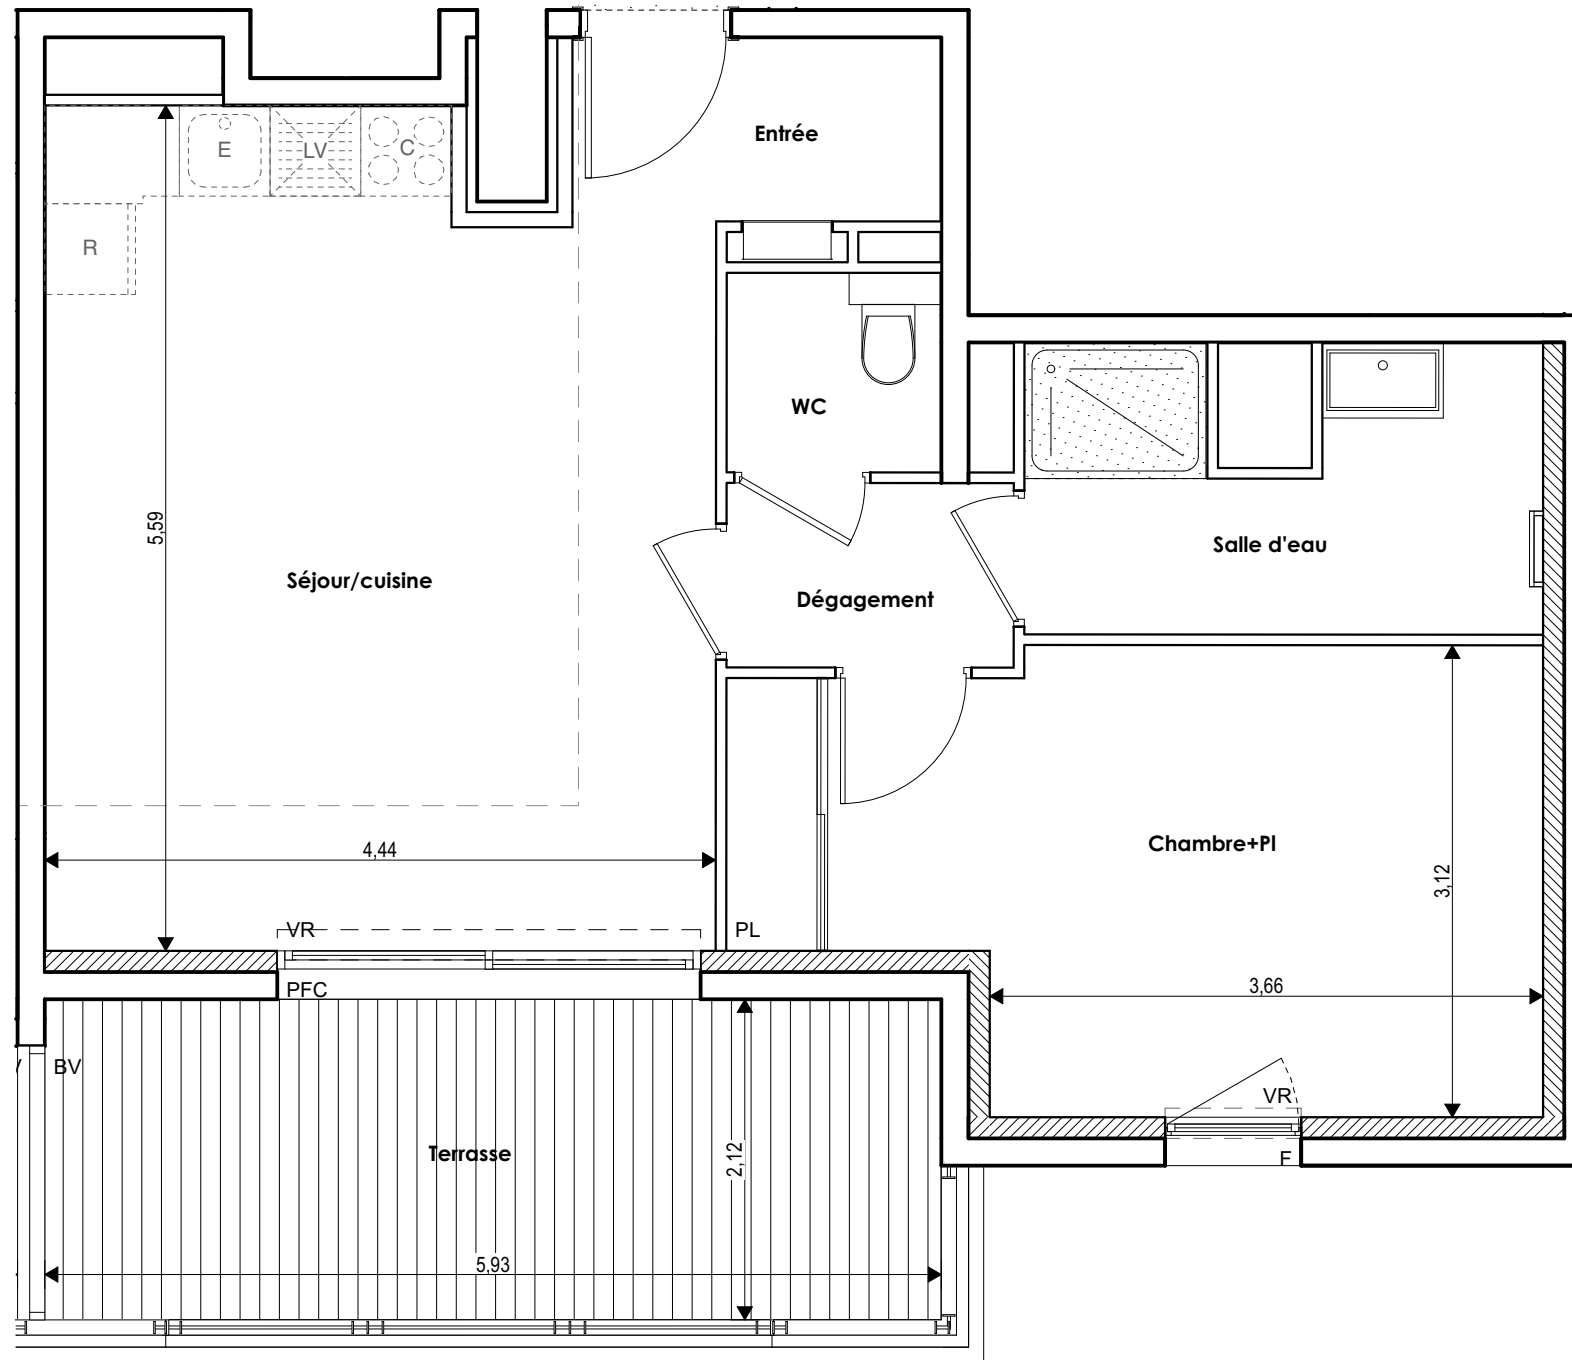 Entrée
E
LV
C
R
WC
5,59
Salle d'eau
Séjour/cuisine
Dégagement
4,44
Chambre+Pl
3,12
VR
PL
PFC
3,66
BV
VR
Terrasse
2,12
F
5,93